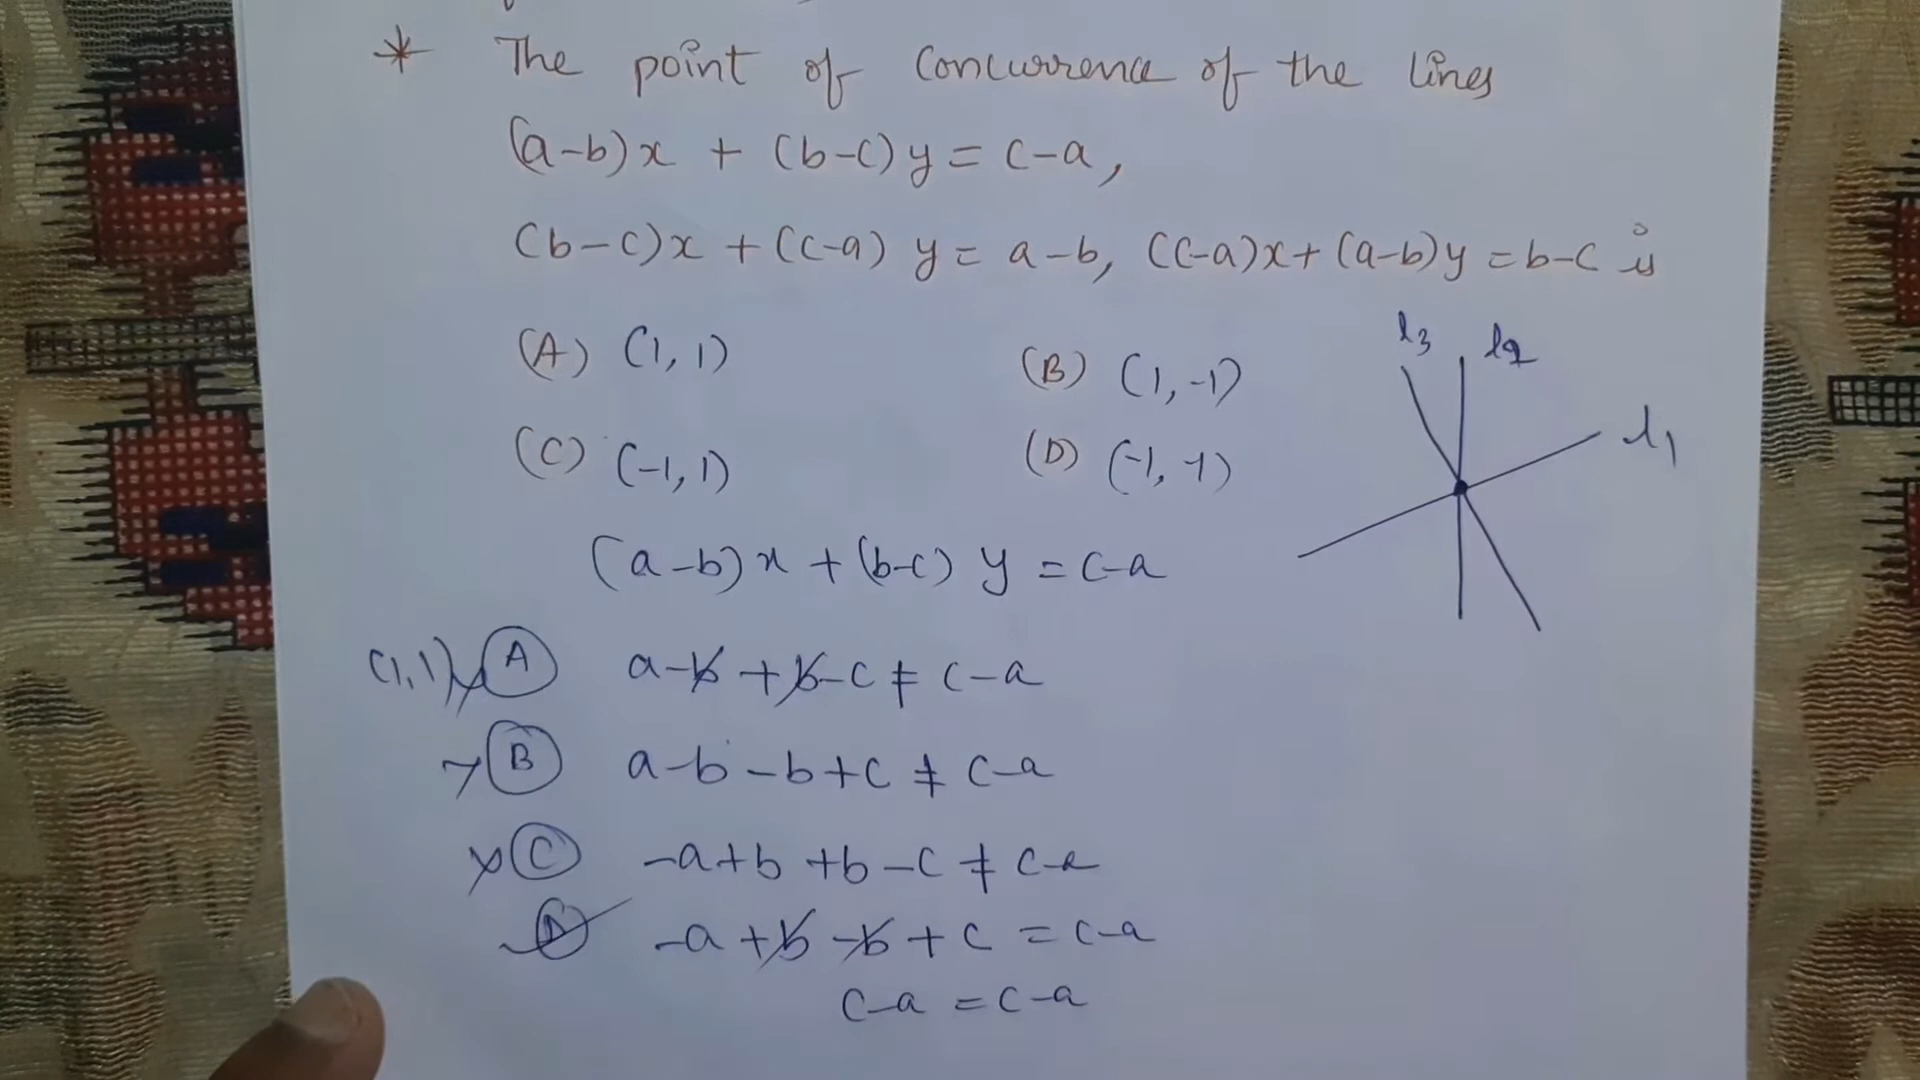 * The point of concurrence of the lines
(a-b)x + (b-c)y = c-a,
(b-c)x + (c-a) y = a-b, (c-a)x + (a-b)y = b-c is
(A) (1, 1) (B) (1, -1)
(C) (-1, 1) (D) (-1, -1)
l3 l2
l1
(a-b)x + (b-c) y = c-a
(1,1) A a-b + b-c ≠ c-a
B a-b-b+c ≠ c-a
C -a+b +b-c ≠ c-a
D -a+b-b+c = c-a
c-a = c-a